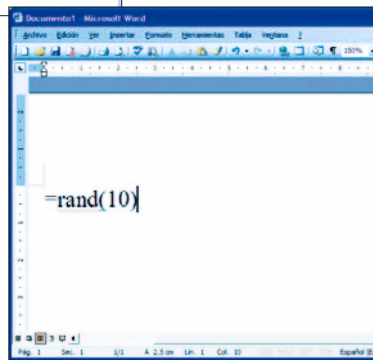 Documento1 - Microsoft Word
Archivo Edición Ver Insertar Formato Herramientas Tabla Ventana ?
150%
=rand(10)
Pág. 1 Sec. 1 1/1 A 2,5 cm Lín. 1 Col. 10 Español (E